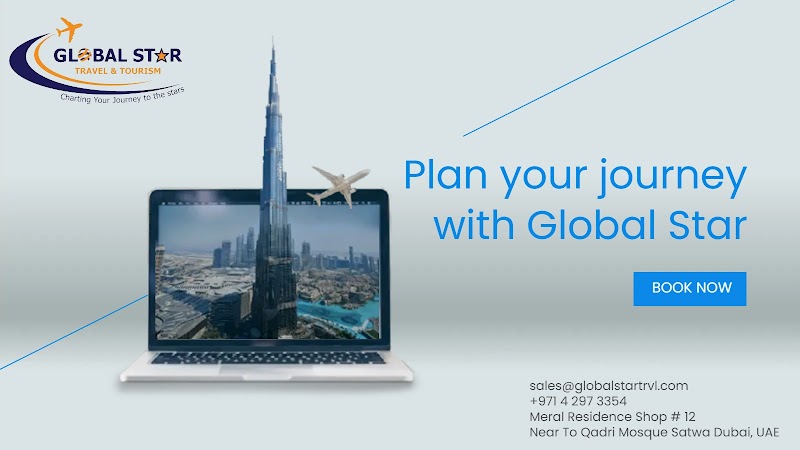 GLOBAL STAR
TRAVEL & TOURISM
Charting Your Journey to the stars
Plan your journey
with Global Star
BOOK NOW
sales@globalstartrvl.com
+971 4 297 3354
Meral Residence Shop # 12
Near To Qadri Mosque Satwa Dubai, UAE